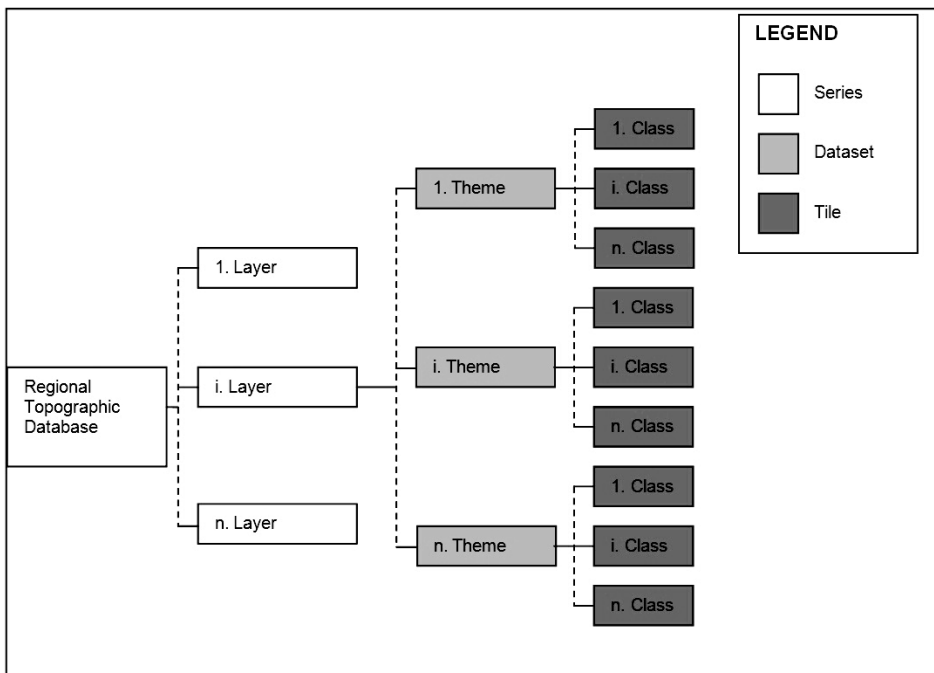 LEGEND
Series
Dataset
Tile
Regional
Topographic
Database
1. Layer
i. Layer
n. Layer
1. Theme
i. Theme
n. Theme
1. Class
i. Class
n. Class
1. Class
i. Class
n. Class
1. Class
i. Class
n. Class